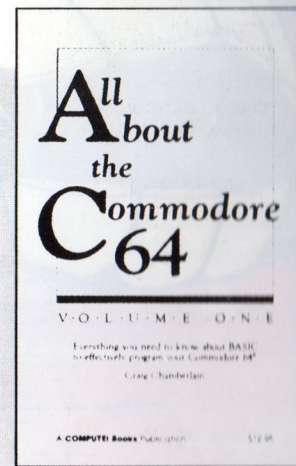 All
About
the
Commodore
64
V·O·L·U·M·E O·N·E
Everything you need to know about BASIC
to effectively program your Commodore 64®
Craig Chamberlain
A COMPUTE! Books Publication $12.95